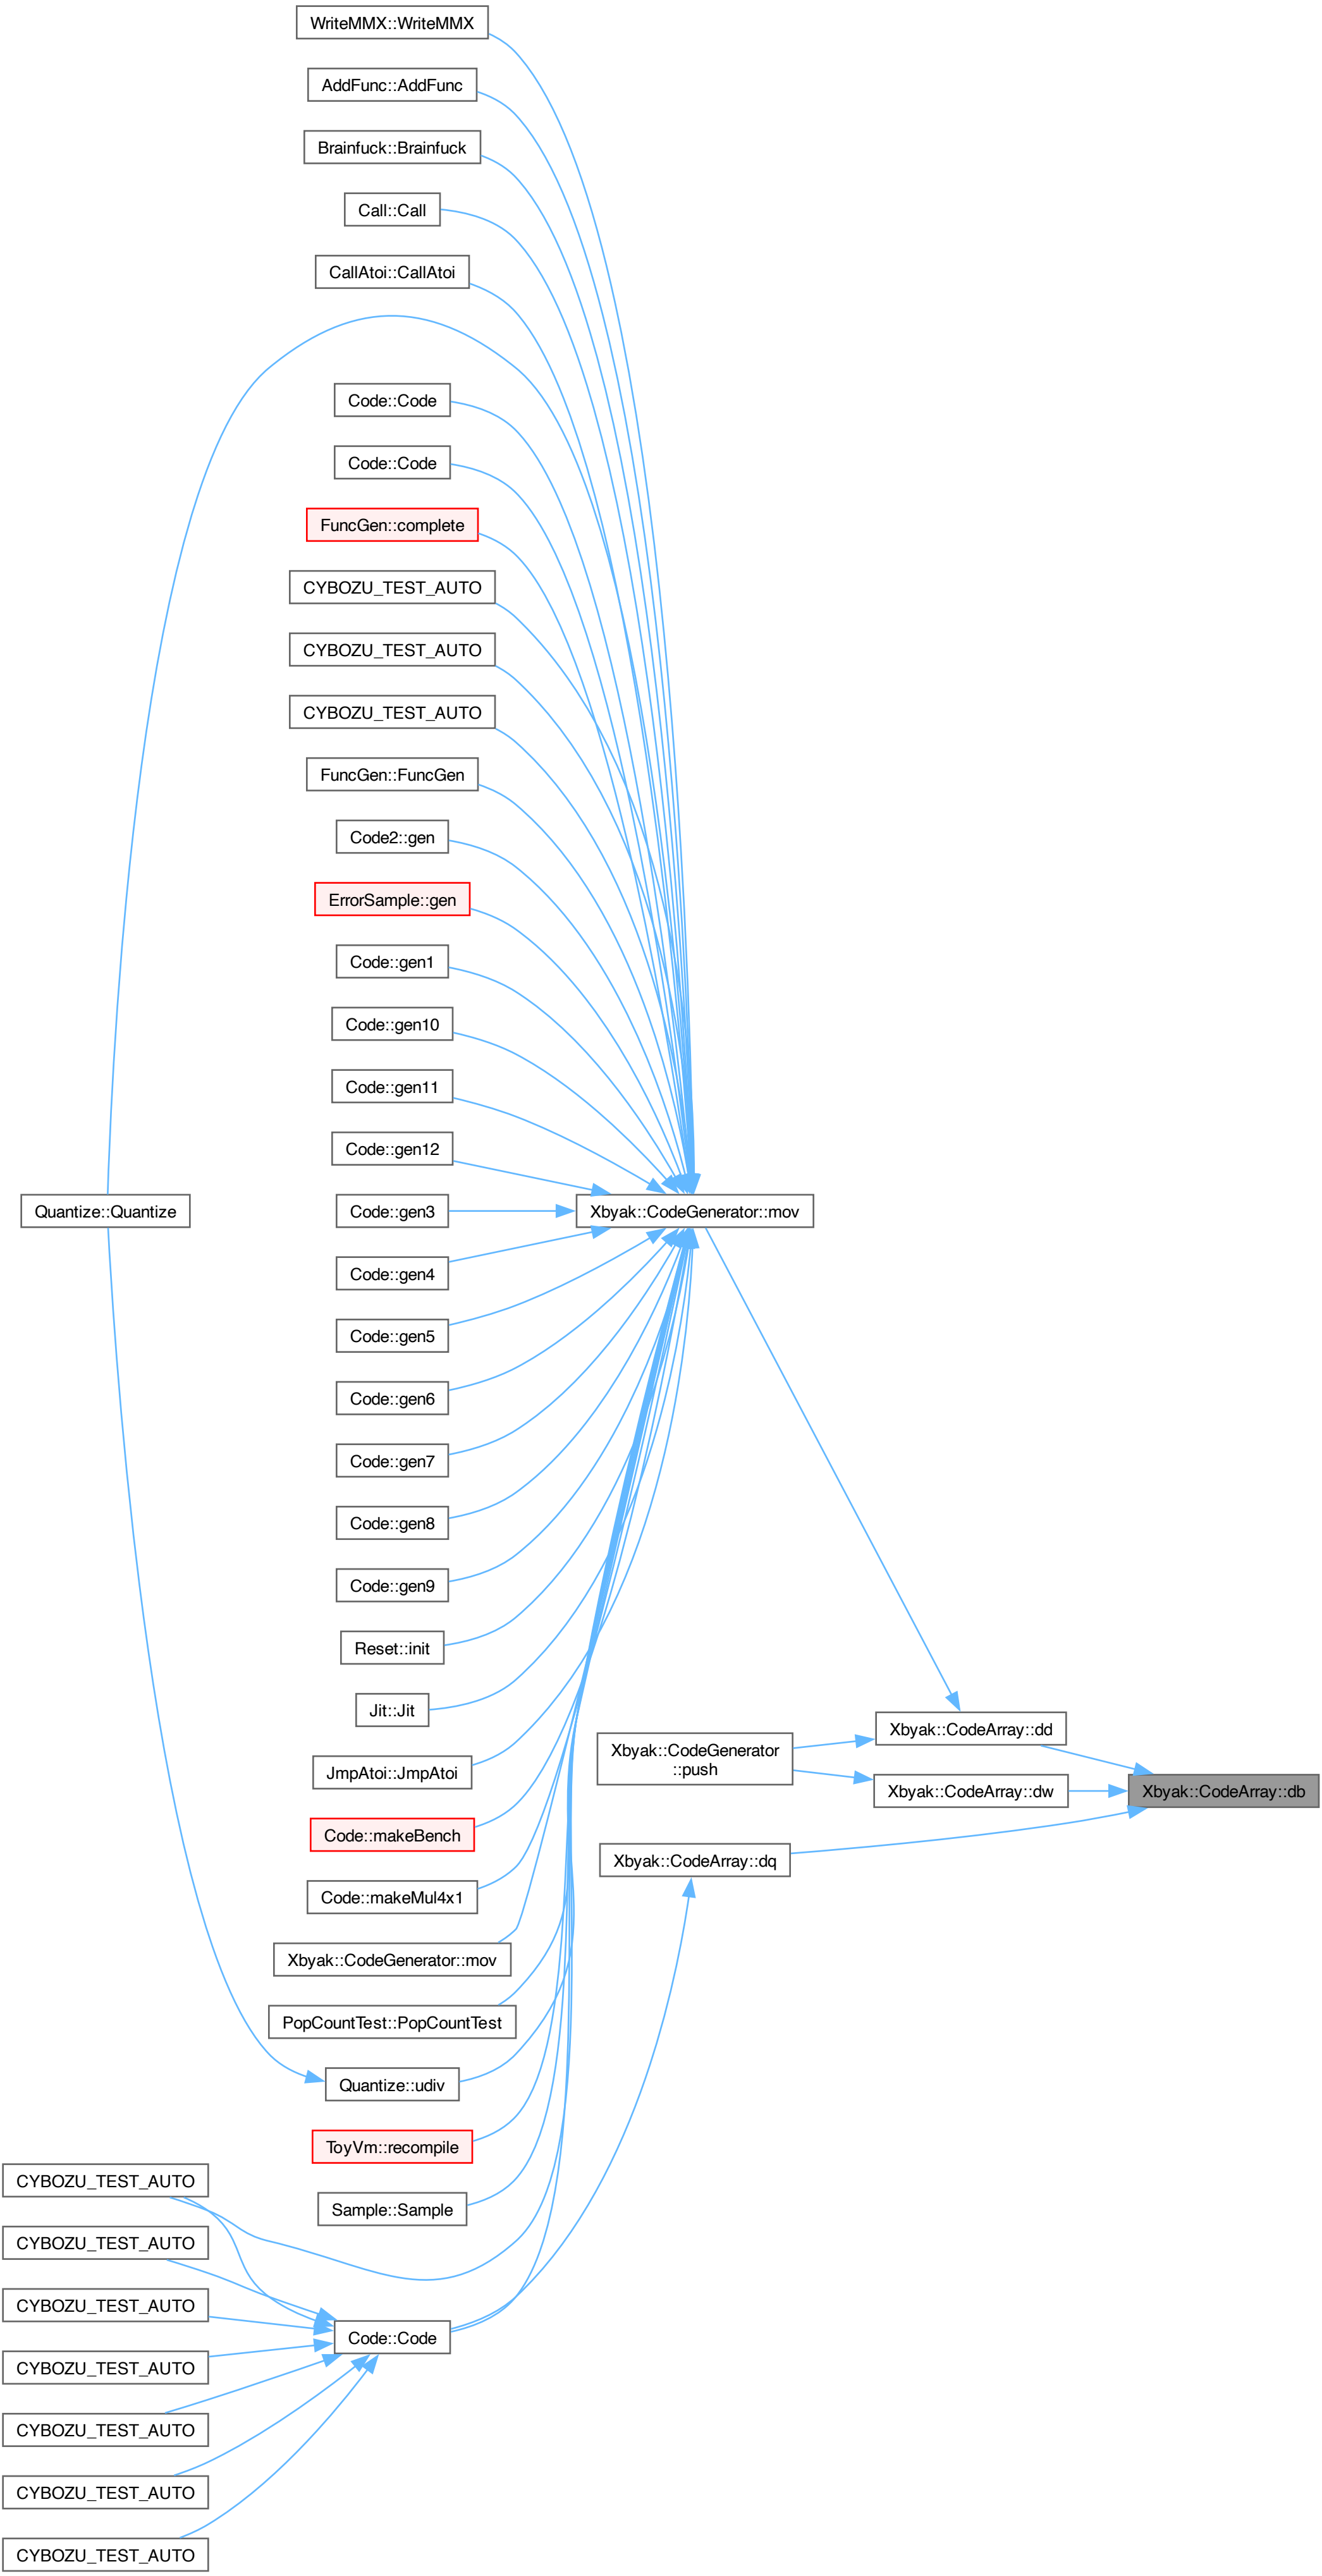 WriteMMX::WriteMMX
AddFunc::AddFunc
Brainfuck::Brainfuck
Call::Call
CallAtoi::CallAtoi
Code::Code
Code::Code
FuncGen::complete
CYBOZU_TEST_AUTO
CYBOZU_TEST_AUTO
CYBOZU_TEST_AUTO
FuncGen::FuncGen
Code2::gen
ErrorSample::gen
Code::gen1
Code::gen10
Code::gen11
Code::gen12
Quantize::Quantize
Code::gen3
Xbyak::CodeGenerator::mov
Code::gen4
Code::gen5
Code::gen6
Code::gen7
Code::gen8
Code::gen9
Reset::init
Jit::Jit
Xbyak::CodeArray::dd
JmpAtoi::JmpAtoi
Xbyak::CodeGenerator
::push
Xbyak::CodeArray::dw
Xbyak::CodeArray::db
Code::makeBench
Xbyak::CodeArray::dq
Code::makeMul4x1
Xbyak::CodeGenerator::mov
PopCountTest::PopCountTest
Quantize::udiv
ToyVm::recompile
CYBOZU_TEST_AUTO
Sample::Sample
CYBOZU_TEST_AUTO
CYBOZU_TEST_AUTO
Code::Code
CYBOZU_TEST_AUTO
CYBOZU_TEST_AUTO
CYBOZU_TEST_AUTO
CYBOZU_TEST_AUTO